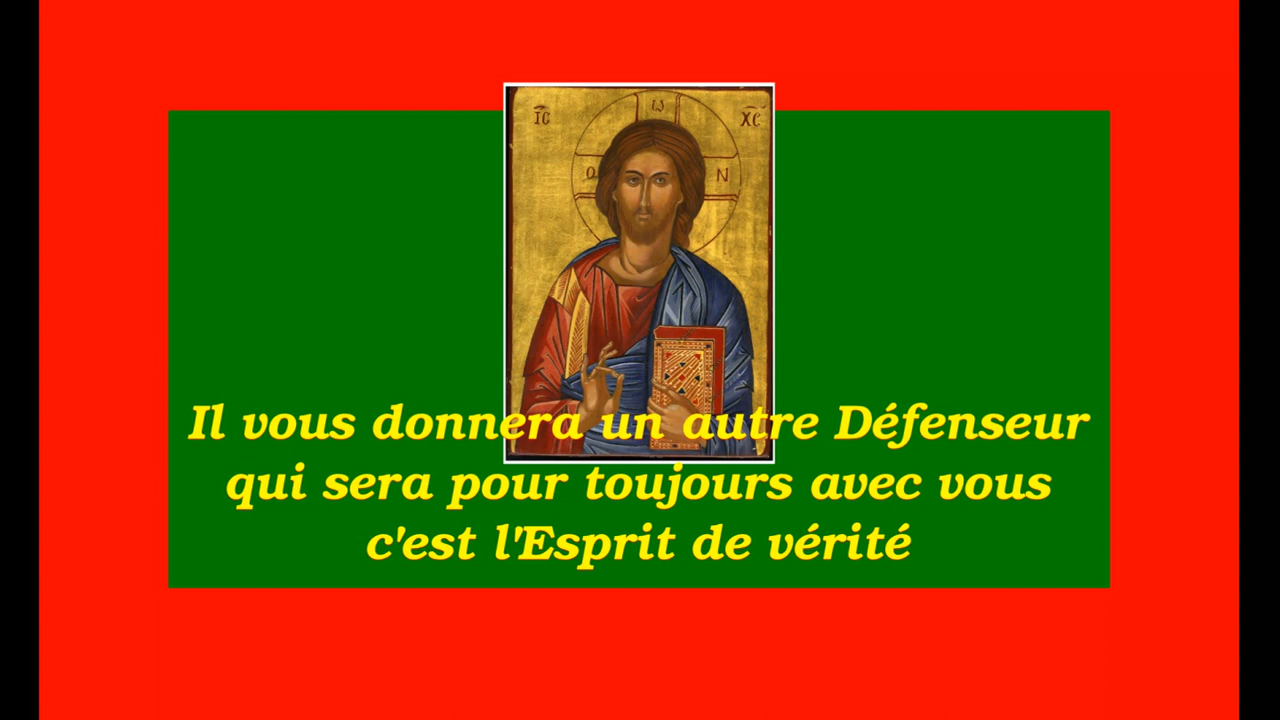 ΙC ΧC
ω
Ο Ν
Il vous donnera un autre Défenseur
qui sera pour toujours avec vous
c'est l'Esprit de vérité